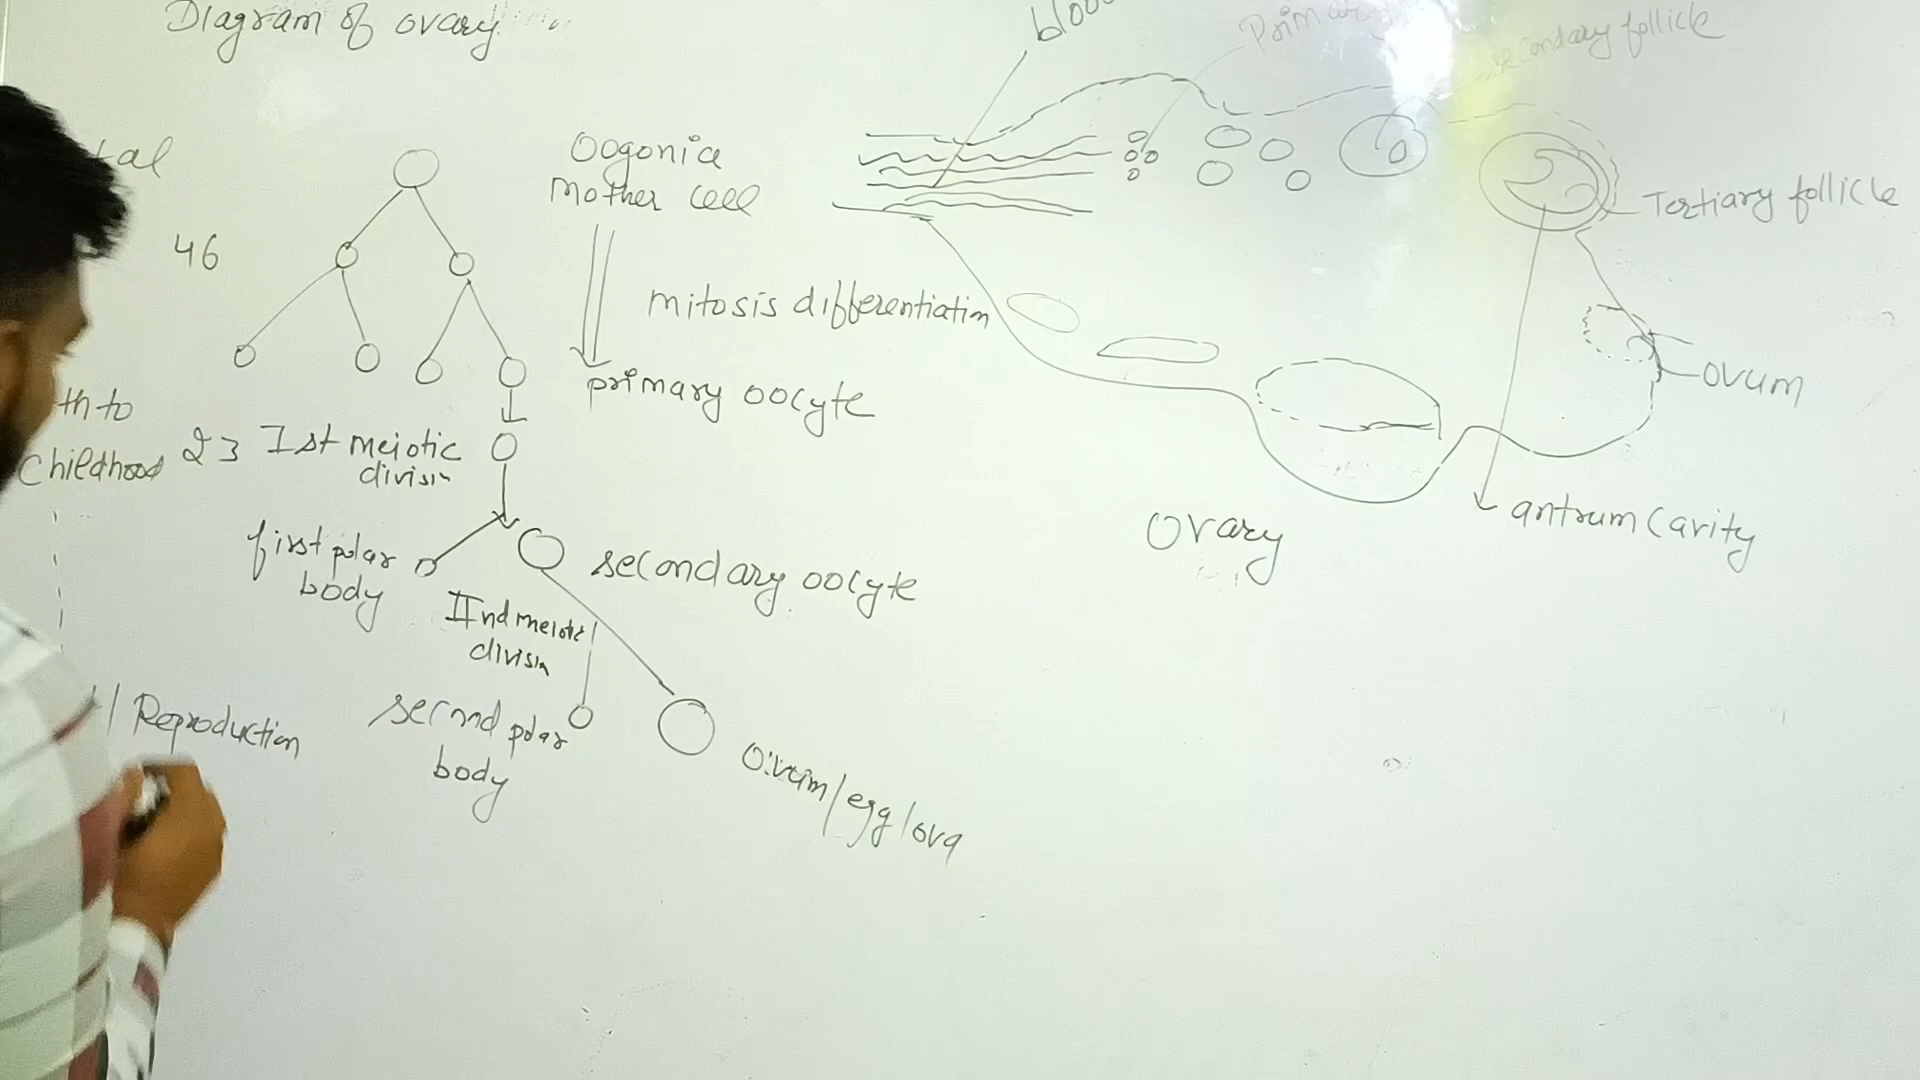 Diagram of ovary
Oogonia
Mother cell
46
mitosis differentiation
primary oocyte
th to
Childhood
23
Ist meiotic
division
first polar
body
secondary oocyte
IInd meiotic
division
Reproduction
second polar
body
Ovum/egg/ova
secondary follicle
Tertiary follicle
ovum
antrum cavity
Ovary